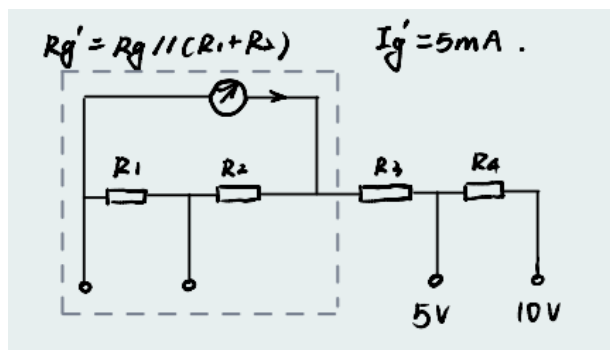 Rg' = Rg // (R1+R2) Ig' = 5mA .
R1 R2 R3 R4
5V 10V